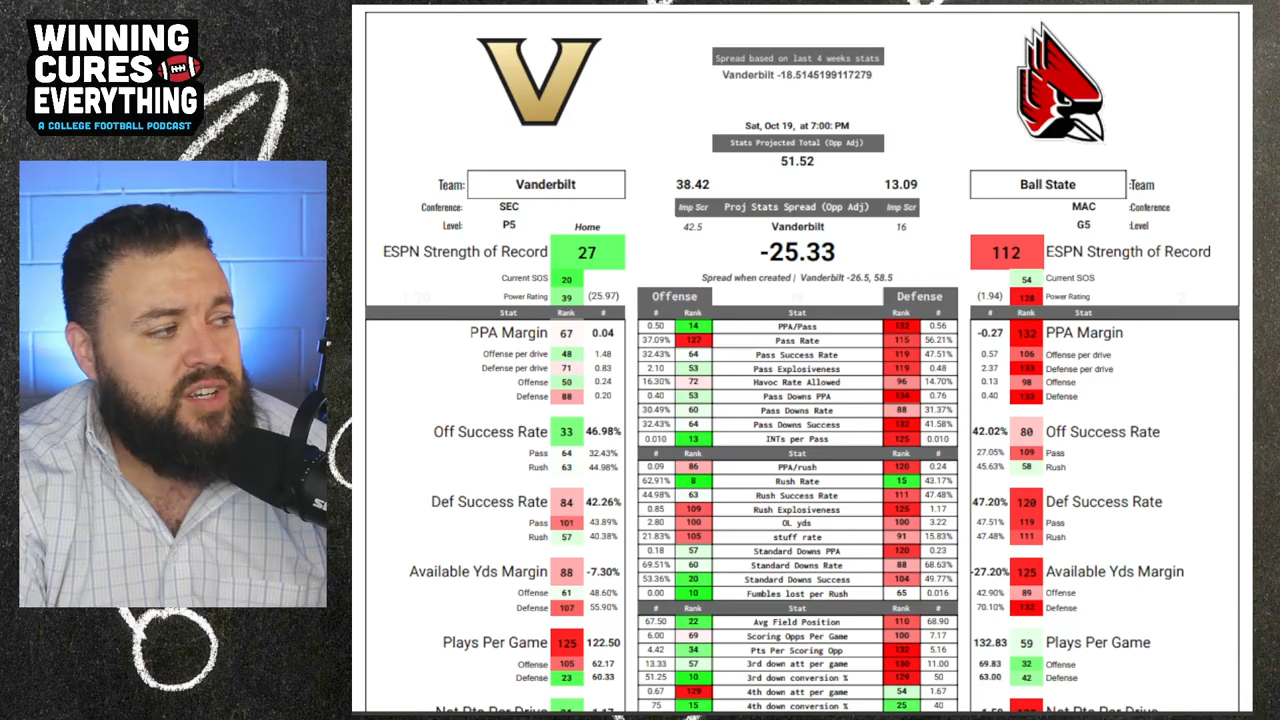 WINNING
CURES
EVERYTHING
A COLLEGE FOOTBALL PODCAST
Spread based on last 4 weeks stats
Vanderbilt -18.5145199117279
Sat, Oct 19, at 7:00: PM
Stats Projected Total (Opp Adj)
51.52
Team: Vanderbilt 38.42 13.09 Ball State :Team
Conference: SEC Imp Scr Proj Stats Spread (Opp Adj) Imp Scr MAC :Conference
Level: P5 Home 42.5 Vanderbilt 16 G5 :Level
ESPN Strength of Record 27 -25.33 112 ESPN Strength of Record
Current SOS 20 Spread when created | Vanderbilt -26.5, 58.5 54 Current SOS
Power Rating 39 (25.97) Offense Defense (1.94) 128 Power Rating
Stat Rank # # Rank Stat Rank # # Rank Stat
PPA Margin 67 0.04 0.50 14 PPA/Pass 132 0.56 -0.27 132 PPA Margin
37.09% 127 Pass Rate 115 56.21%
Offense per drive 48 1.48 32.43% 64 Pass Success Rate 119 47.51% 0.57 106 Offense per drive
Defense per drive 71 0.83 2.10 53 Pass Explosiveness 119 0.48 2.37 Defense per drive
Offense 50 0.24 16.30% 72 Havoc Rate Allowed 96 14.70% 0.13 98 Offense
Defense 88 0.20 0.40 53 Pass Downs PPA 0.76 0.40 Defense
30.49% 60 Pass Downs Rate 88 31.37%
Off Success Rate 33 46.98% 32.43% 64 Pass Downs Success 132 41.58% 42.02% 80 Off Success Rate
0.010 13 INTs per Pass 125 0.010
Pass 64 32.43% # Rank Stat Rank # 27.05% 109 Pass
Rush 63 44.98% 0.09 86 PPA/rush 120 0.24 45.63% 58 Rush
62.91% 8 Rush Rate 15 43.17%
44.98% 63 Rush Success Rate 111 47.48%
Def Success Rate 84 42.26% 0.85 109 Rush Explosiveness 125 1.17 47.20% 120 Def Success Rate
Pass 101 43.89% 2.80 100 OL yds 100 3.22 47.51% 119 Pass
Rush 57 40.38% 21.83% 105 stuff rate 91 15.83% 47.48% 111 Rush
0.18 57 Standard Downs PPA 120 0.23
Available Yds Margin 88 -7.30% 69.51% 60 Standard Downs Rate 88 68.63% -27.20% 125 Available Yds Margin
53.36% 20 Standard Downs Success 104 49.77%
Offense 61 48.60% 0.00 10 Fumbles lost per Rush 65 0.016 42.90% 89 Offense
Defense 107 55.90% # Rank Stat Rank # 70.10% 132 Defense
67.50 22 Avg Field Position 110 68.90
Plays Per Game 125 122.50 6.00 69 Scoring Opps Per Game 100 7.17 132.83 59 Plays Per Game
4.42 34 Pts Per Scoring Opp 132 5.16
Offense 105 62.17 13.33 57 3rd down att per game 130 11.00 69.83 32 Offense
Defense 23 60.33 51.25 10 3rd down conversion % 129 50 63.00 42 Defense
0.67 129 4th down att per game 54 1.67
75 15 4th down conversion % 25 40